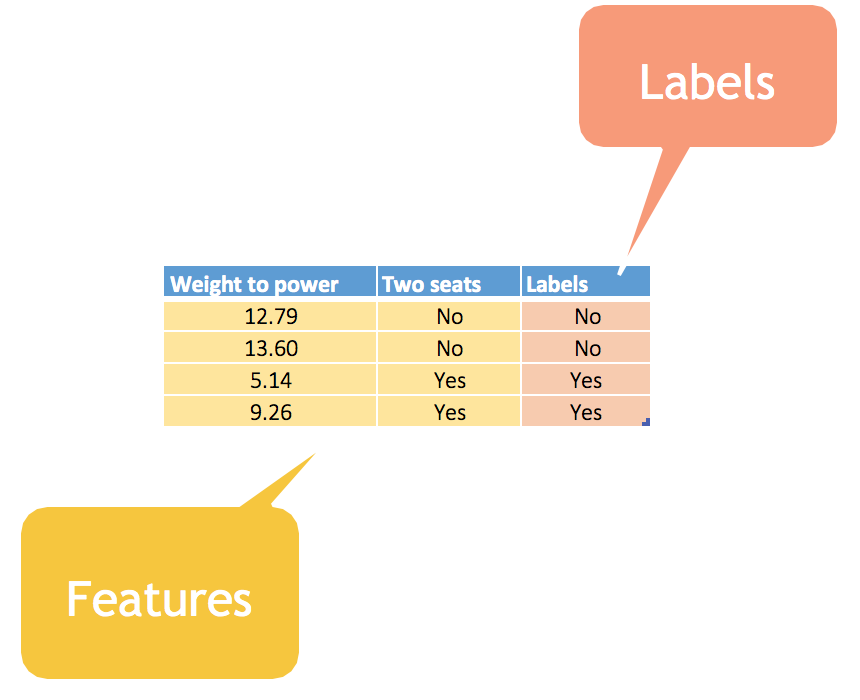 Labels
Weight to power Two seats Labels
12.79 No No
13.60 No No
5.14 Yes Yes
9.26 Yes Yes
Features